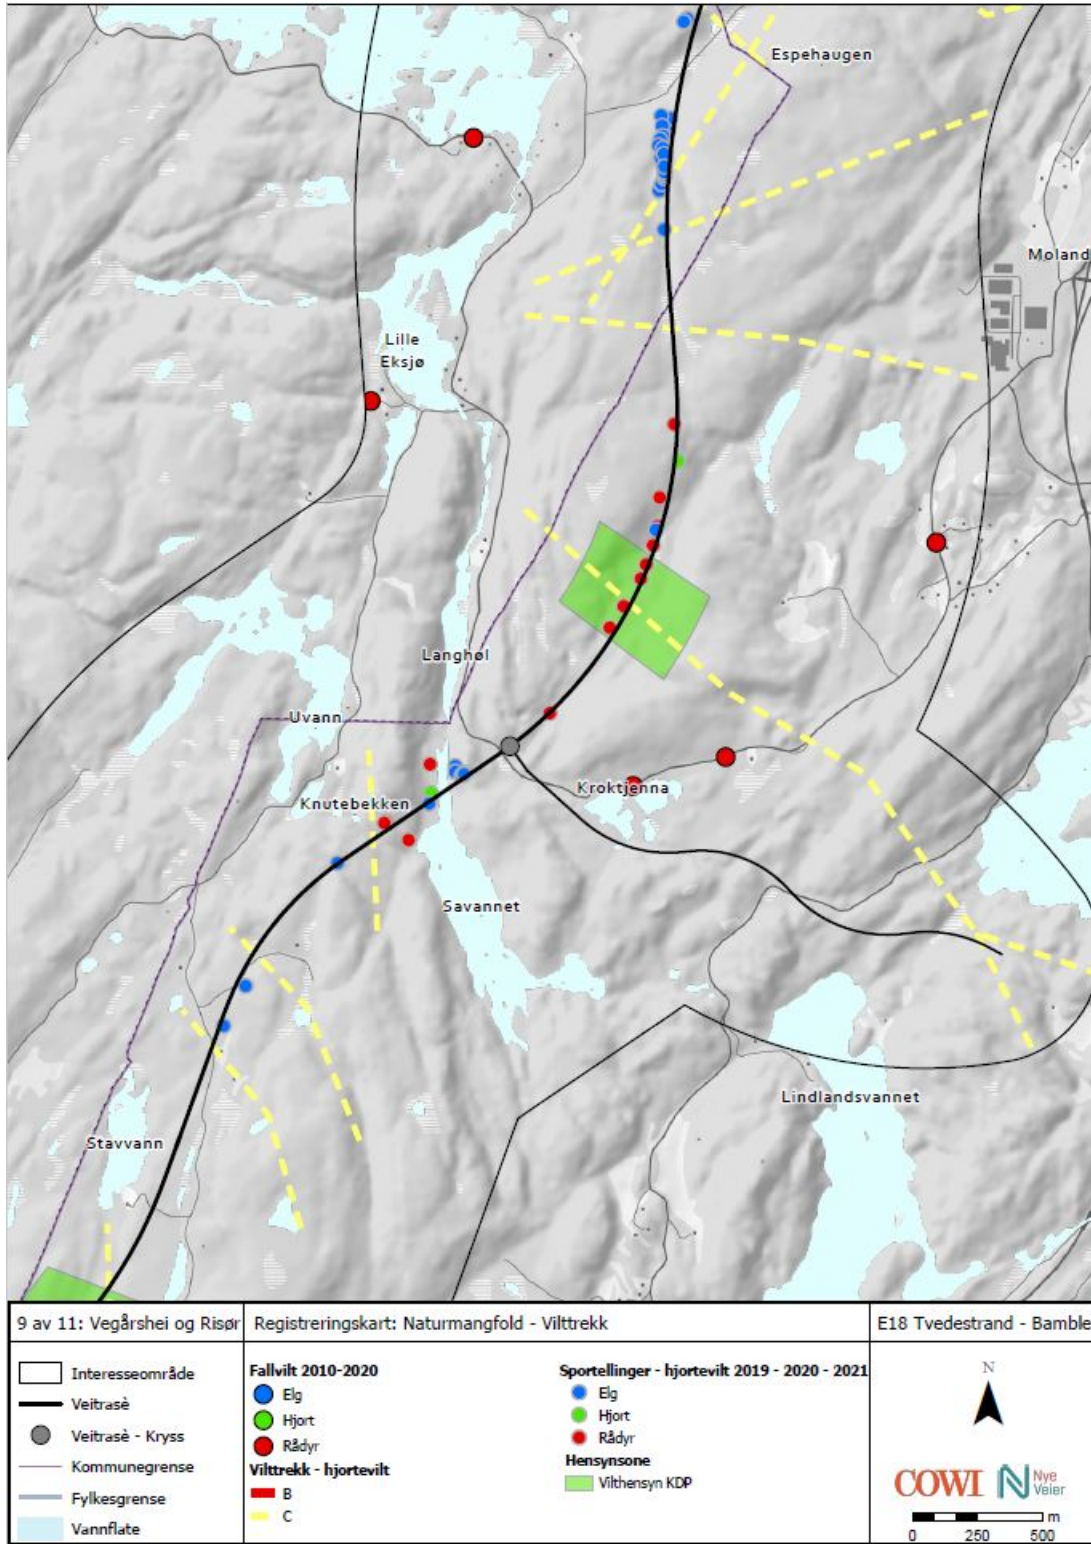 Espehaugen
Moland
Lille
Eksjø
Langhøl
Uvann
Knutebekken
Kroktjenna
Savannet
Lindlandsvannet
Stavvann
9 av 11: Vegårshei og Risør
Registreringskart: Naturmangfold - Vilttrekk
E18 Tvedestrand - Bamble
Interesseområde
Veitrasè
Veitrasè - Kryss
Kommunegrense
Fylkesgrense
Vannflate
Fallvilt 2010-2020
Elg
Hjort
Rådyr
Vilttrekk - hjortevilt
B
C
Sportellinger - hjortevilt 2019 - 2020 - 2021
Elg
Hjort
Rådyr
Hensynsone
Vilthensyn KDP
N
COWI N Nye
Veier
m
0 250 500